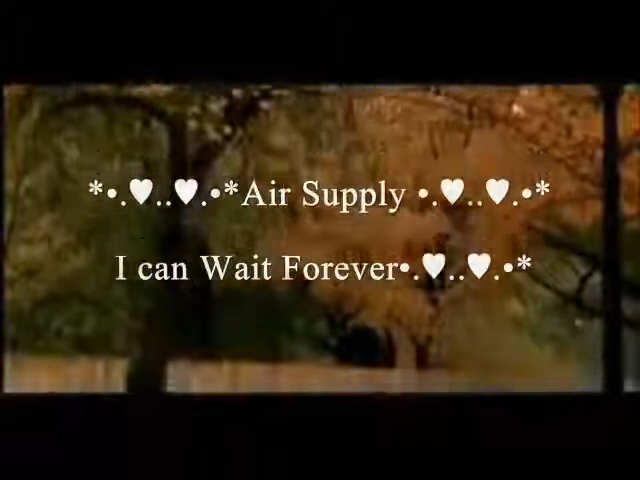 *•.♥..♥.•*Air Supply •.♥..♥.•*
I can Wait Forever•.♥..♥.•*